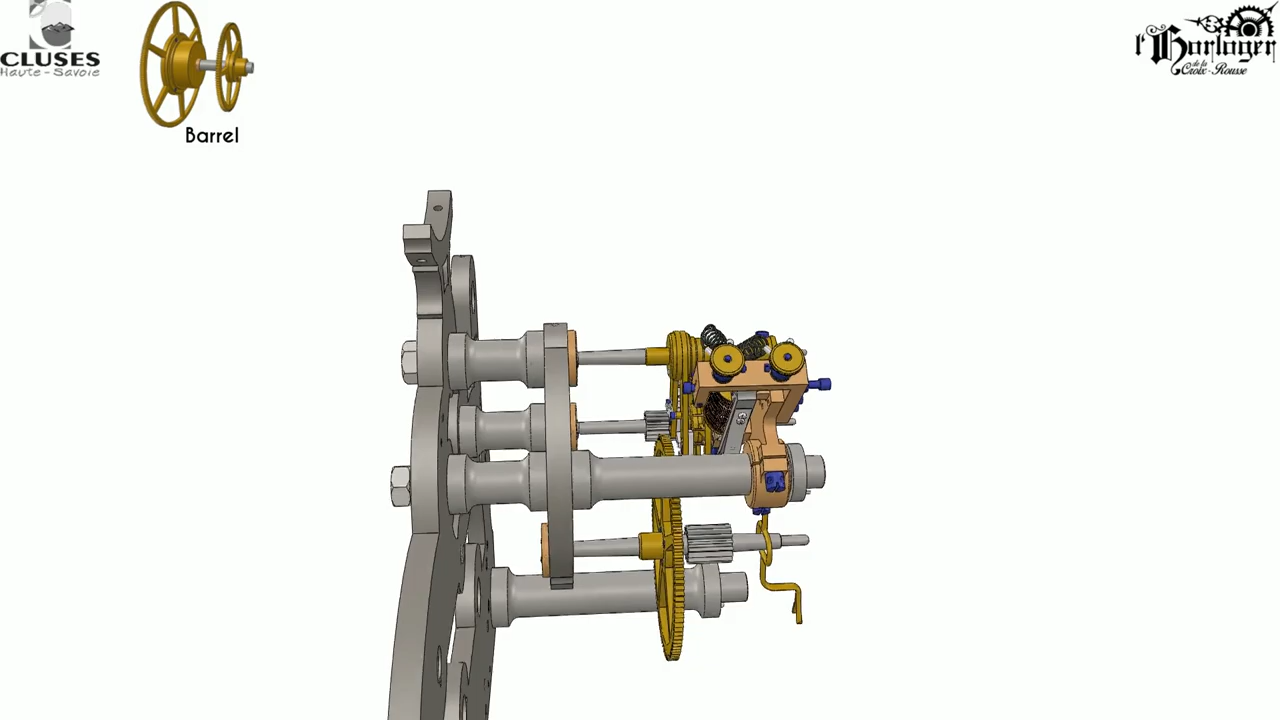 CLUSES
Haute-Savoie
Barrel
l'Horloger
de la
Croix-Rousse